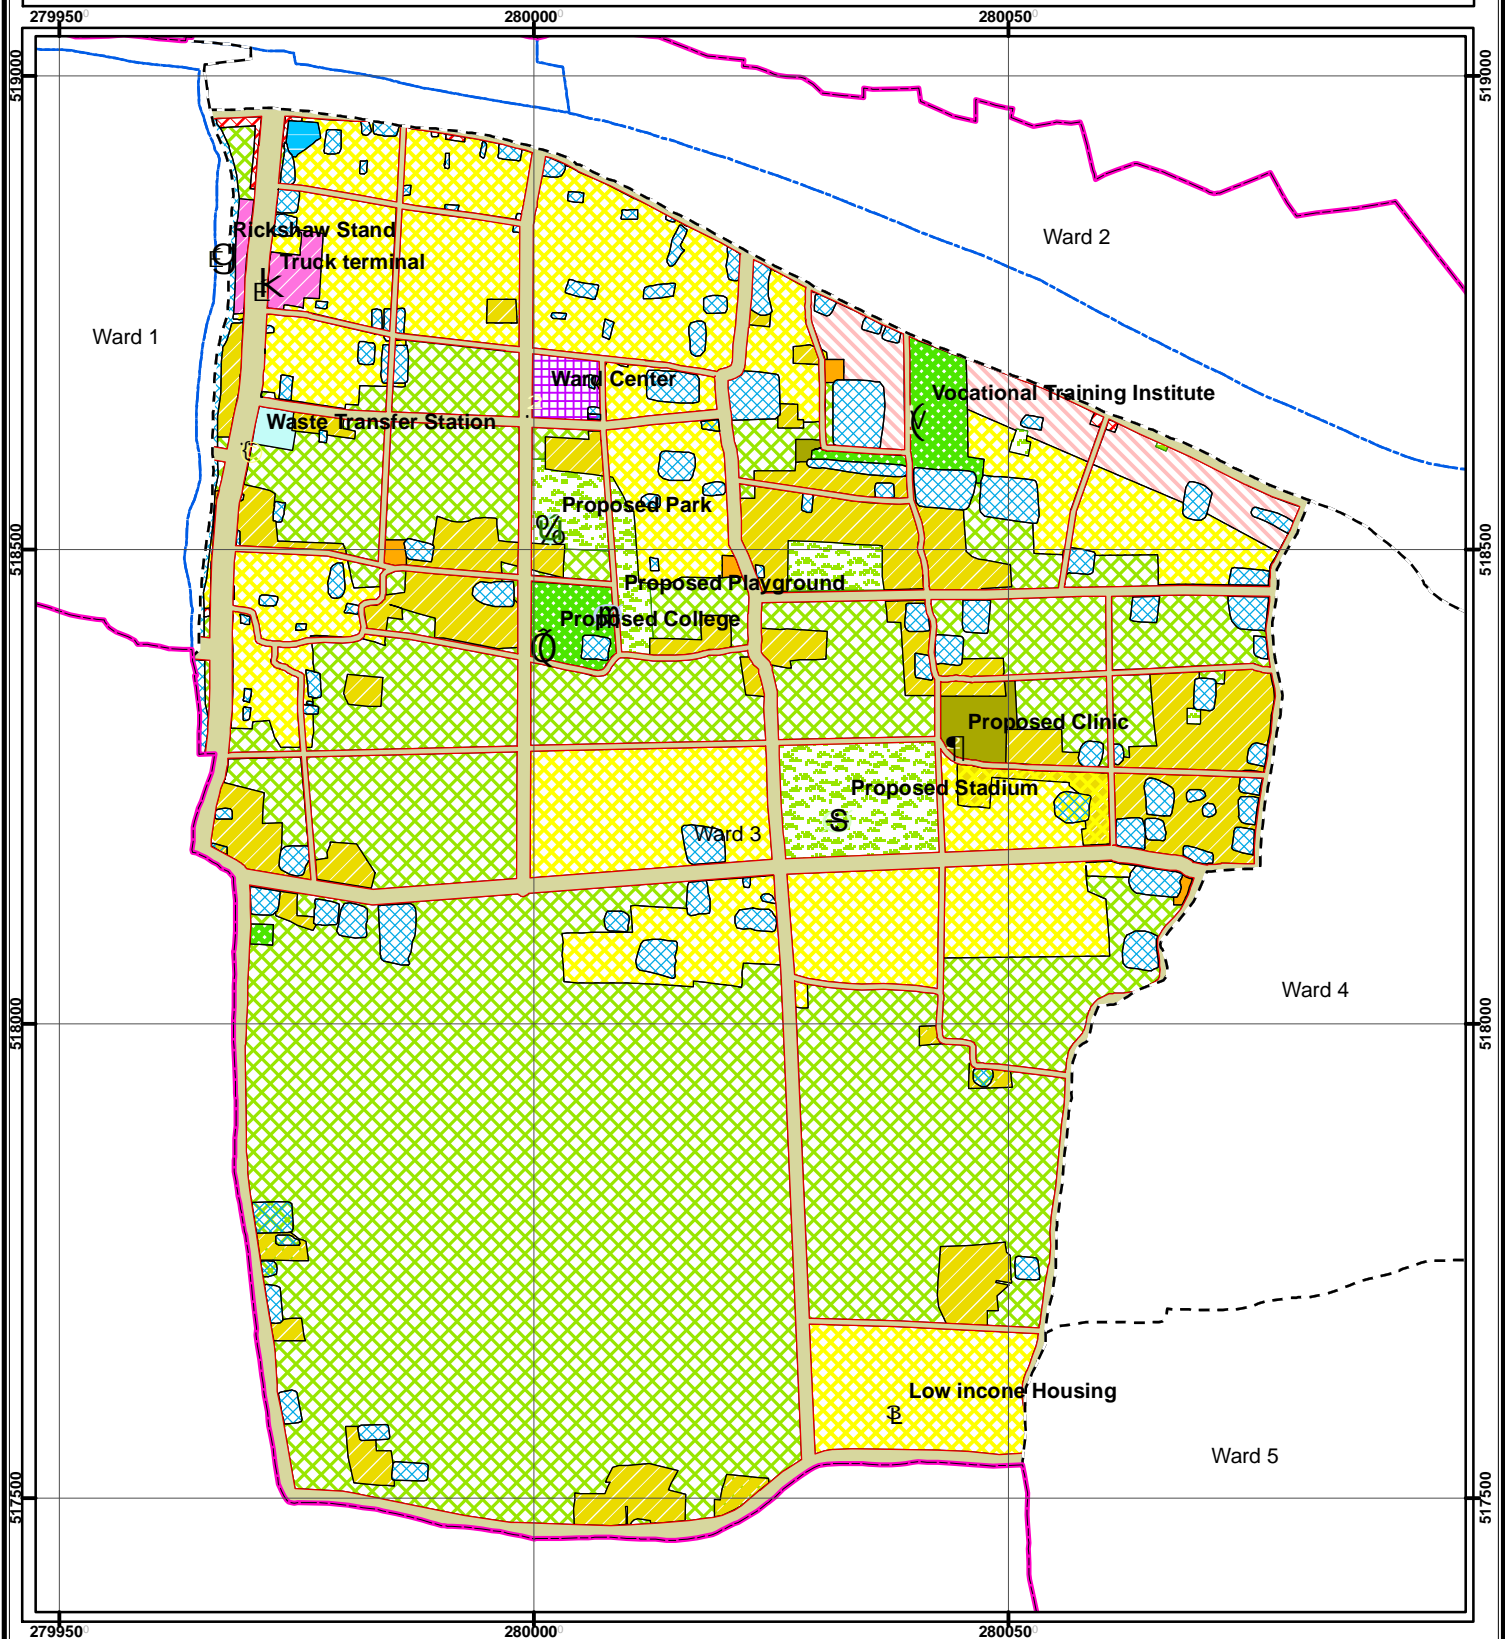 279950 280000 280050
519000 519000
Ward 2
Rickshaw Stand
Truck terminal
Ward 1
Ward Center
Vocational Training Institute
Waste Transfer Station
Proposed Park
518500 518500
Proposed Playground
Proposed College
Proposed Clinic
Proposed Stadium
Ward 3
Ward 4
518000 518000
Low incone Housing
Ward 5
517500 517500
279950 280000 280050